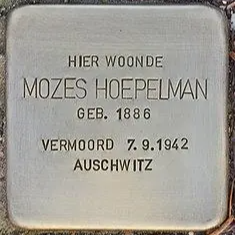 HIER WOONDE
MOZES HOEPELMAN
GEB. 1886
VERMOORD 7.9.1942
AUSCHWITZ